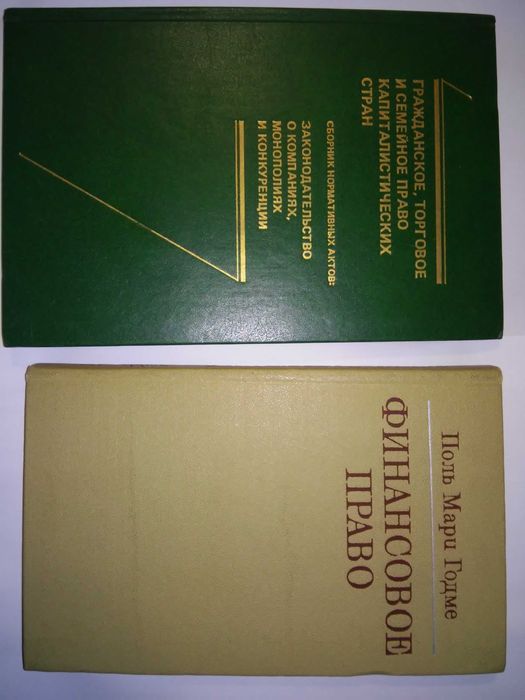 ГРАЖДАНСКОЕ, ТОРГОВОЕ
И СЕМЕЙНОЕ ПРАВО
КАПИТАЛИСТИЧЕСКИХ
СТРАН
СБОРНИК НОРМАТИВНЫХ АКТОВ:
ЗАКОНОДАТЕЛЬСТВО
О КОМПАНИЯХ,
МОНОПОЛИЯХ
И КОНКУРЕНЦИИ
Поль Мари Годме
ФИНАНСОВОЕ
ПРАВО